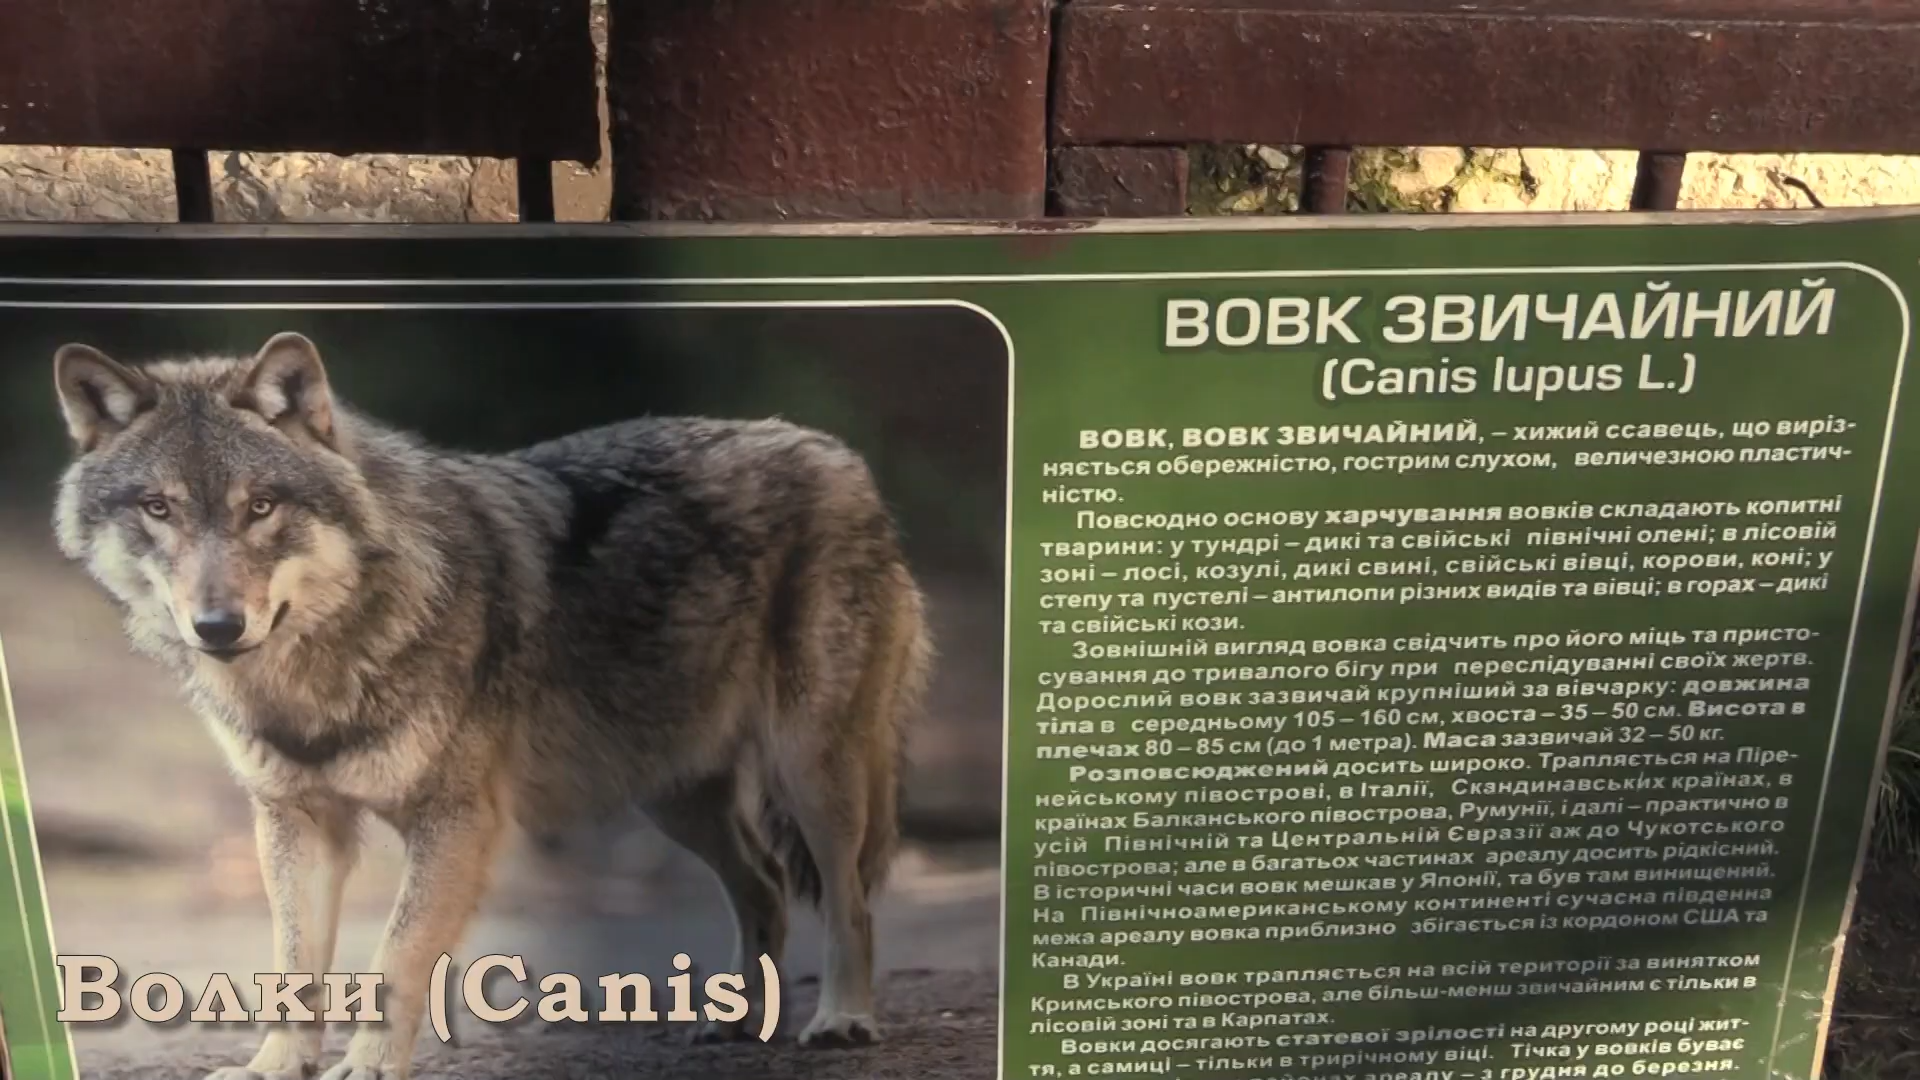 ВОВК ЗВИЧАЙНИЙ
(Canis lupus L.)
ВОВК, ВОВК ЗВИЧАЙНИЙ, – хижий ссавець, що виріз-
няється обережністю, гострим слухом, величезною пластич-
ністю.
Повсюдно основу харчування вовків складають копитні
тварини: у тундрі – дикі та свійські північні олені; в лісовій
зоні – лосі, козулі, дикі свині, свійські вівці, корови, коні; у
степу та пустелі – антилопи різних видів та вівці; в горах – дикі
та свійські кози.
Зовнішній вигляд вовка свідчить про його міць та присто-
сування до тривалого бігу при переслідуванні своїх жертв.
Дорослий вовк зазвичай крупніший за вівчарку: довжина
тіла в середньому 105 – 160 см, хвоста – 35 – 50 см. Висота в
плечах 80 – 85 см (до 1 метра). Маса зазвичай 32 – 50 кг.
Розповсюджений досить широко. Трапляється на Піре-
нейському півострові, в Італії, Скандинавських країнах, в
країнах Балканського півострова, Румунії, і далі – практично в
усій Північній та Центральній Євразії аж до Чукотського
півострова; але в багатьох частинах ареалу досить рідкісний.
В історичні часи вовк мешкав у Японії, та був там винищений.
На Північноамериканському континенті сучасна південна
межа ареалу вовка приблизно збігається із кордоном США та
Канади.
В Україні вовк трапляється на всій території за винятком
Кримського півострова, але більш-менш звичайним є тільки в
лісовій зоні та в Карпатах.
Вовки досягають статевої зрілості на другому році жит-
тя, а самиці – тільки в трирічному віці. Тічка у вовків буває
ареалу – з грудня до березня.
Волки (Canis)